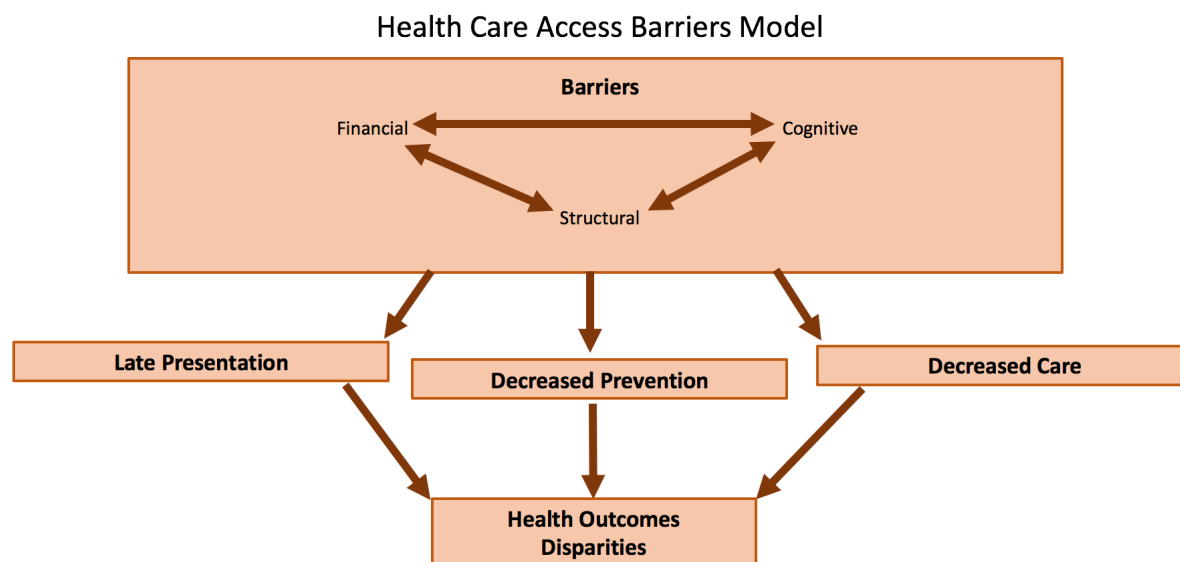 Health Care Access Barriers Model
Barriers
Financial
Cognitive
Structural
Late Presentation
Decreased Prevention
Decreased Care
Health Outcomes
Disparities